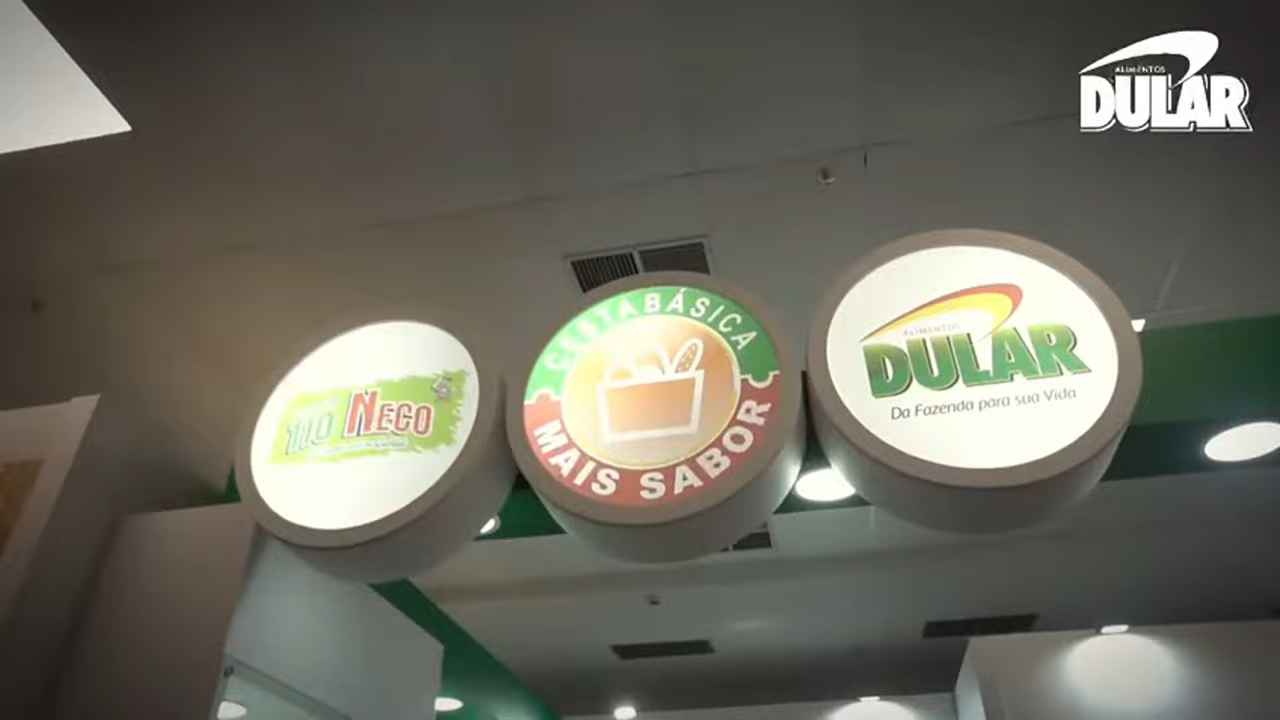 ALIMENTOS
DULAR
TIO NECO
CESTA BÁSICA
MAIS SABOR
ALIMENTOS
DULAR
Da Fazenda para sua Vida